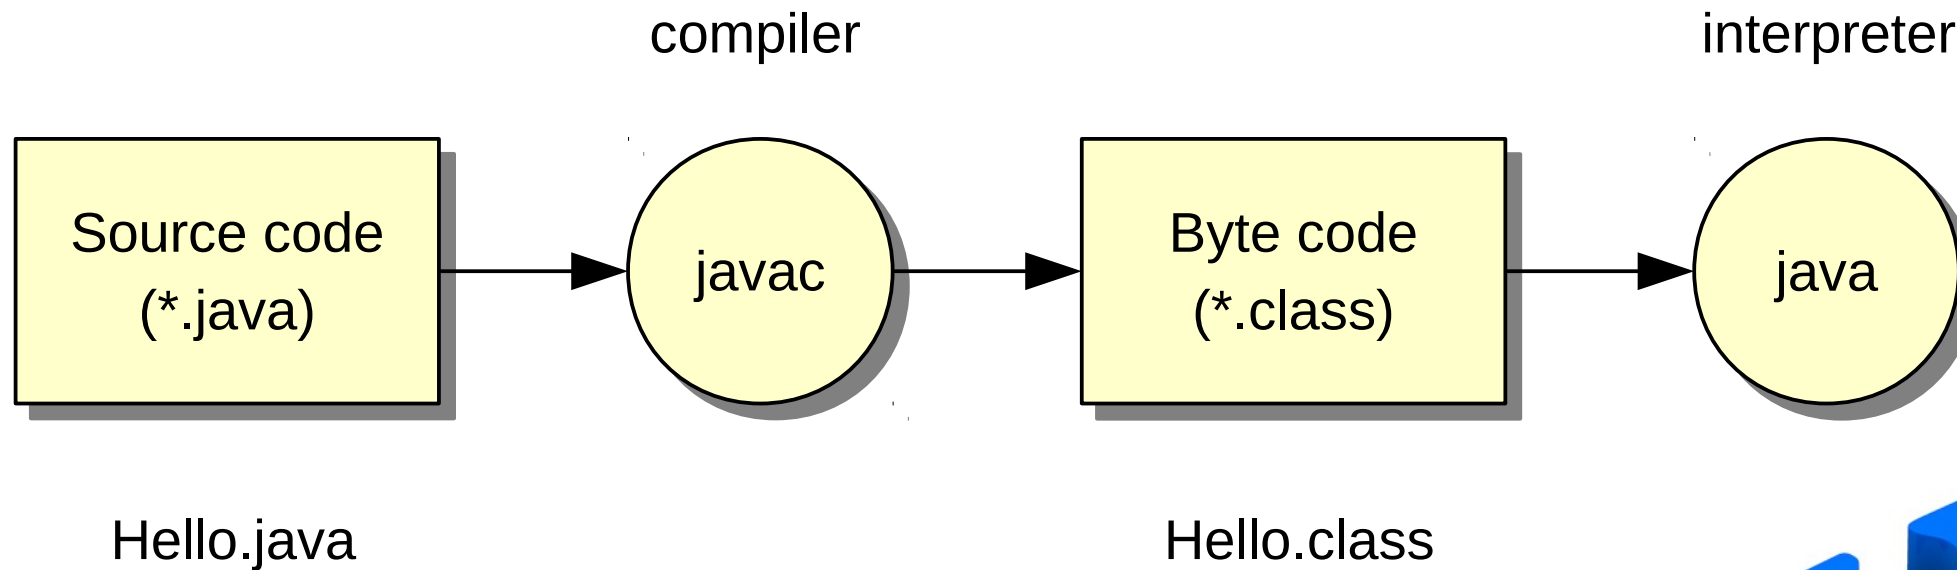 compiler
interpreter
Source code
(*.java)
javac
Byte code
(*.class)
java
Hello.java
Hello.class